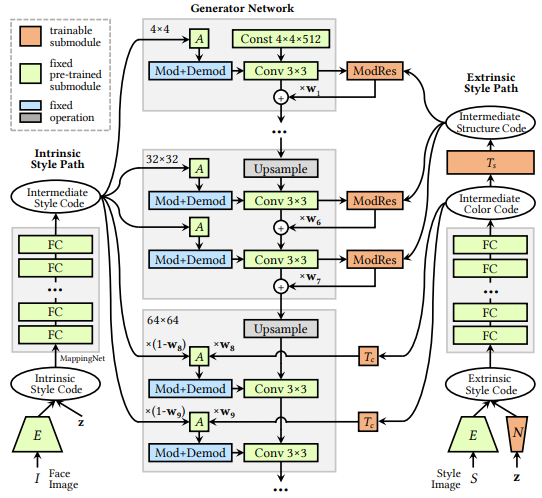 Generator Network
trainable
submodule
fixed
pre-trained
submodule
fixed
operation
4×4
A
Const 4×4×512
Mod+Demod
Conv 3×3
ModRes
×w1
+
...
Intrinsic
Style Path
Intermediate
Style Code
FC
FC
...
FC
FC
MappingNet
Intrinsic
Style Code
E
z
I
Face
Image
32×32
A
Upsample
Mod+Demod
Conv 3×3
ModRes
A
+
×w6
Mod+Demod
Conv 3×3
ModRes
+
×w7
64×64
Upsample
×(1-w8)
A
×w8
Tc
Mod+Demod
Conv 3×3
×(1-w9)
A
×w9
Tc
Mod+Demod
Conv 3×3
...
Extrinsic
Style Path
Intermediate
Structure Code
Ts
Intermediate
Color Code
FC
FC
...
FC
FC
Extrinsic
Style Code
E
N
Style
Image
S
z